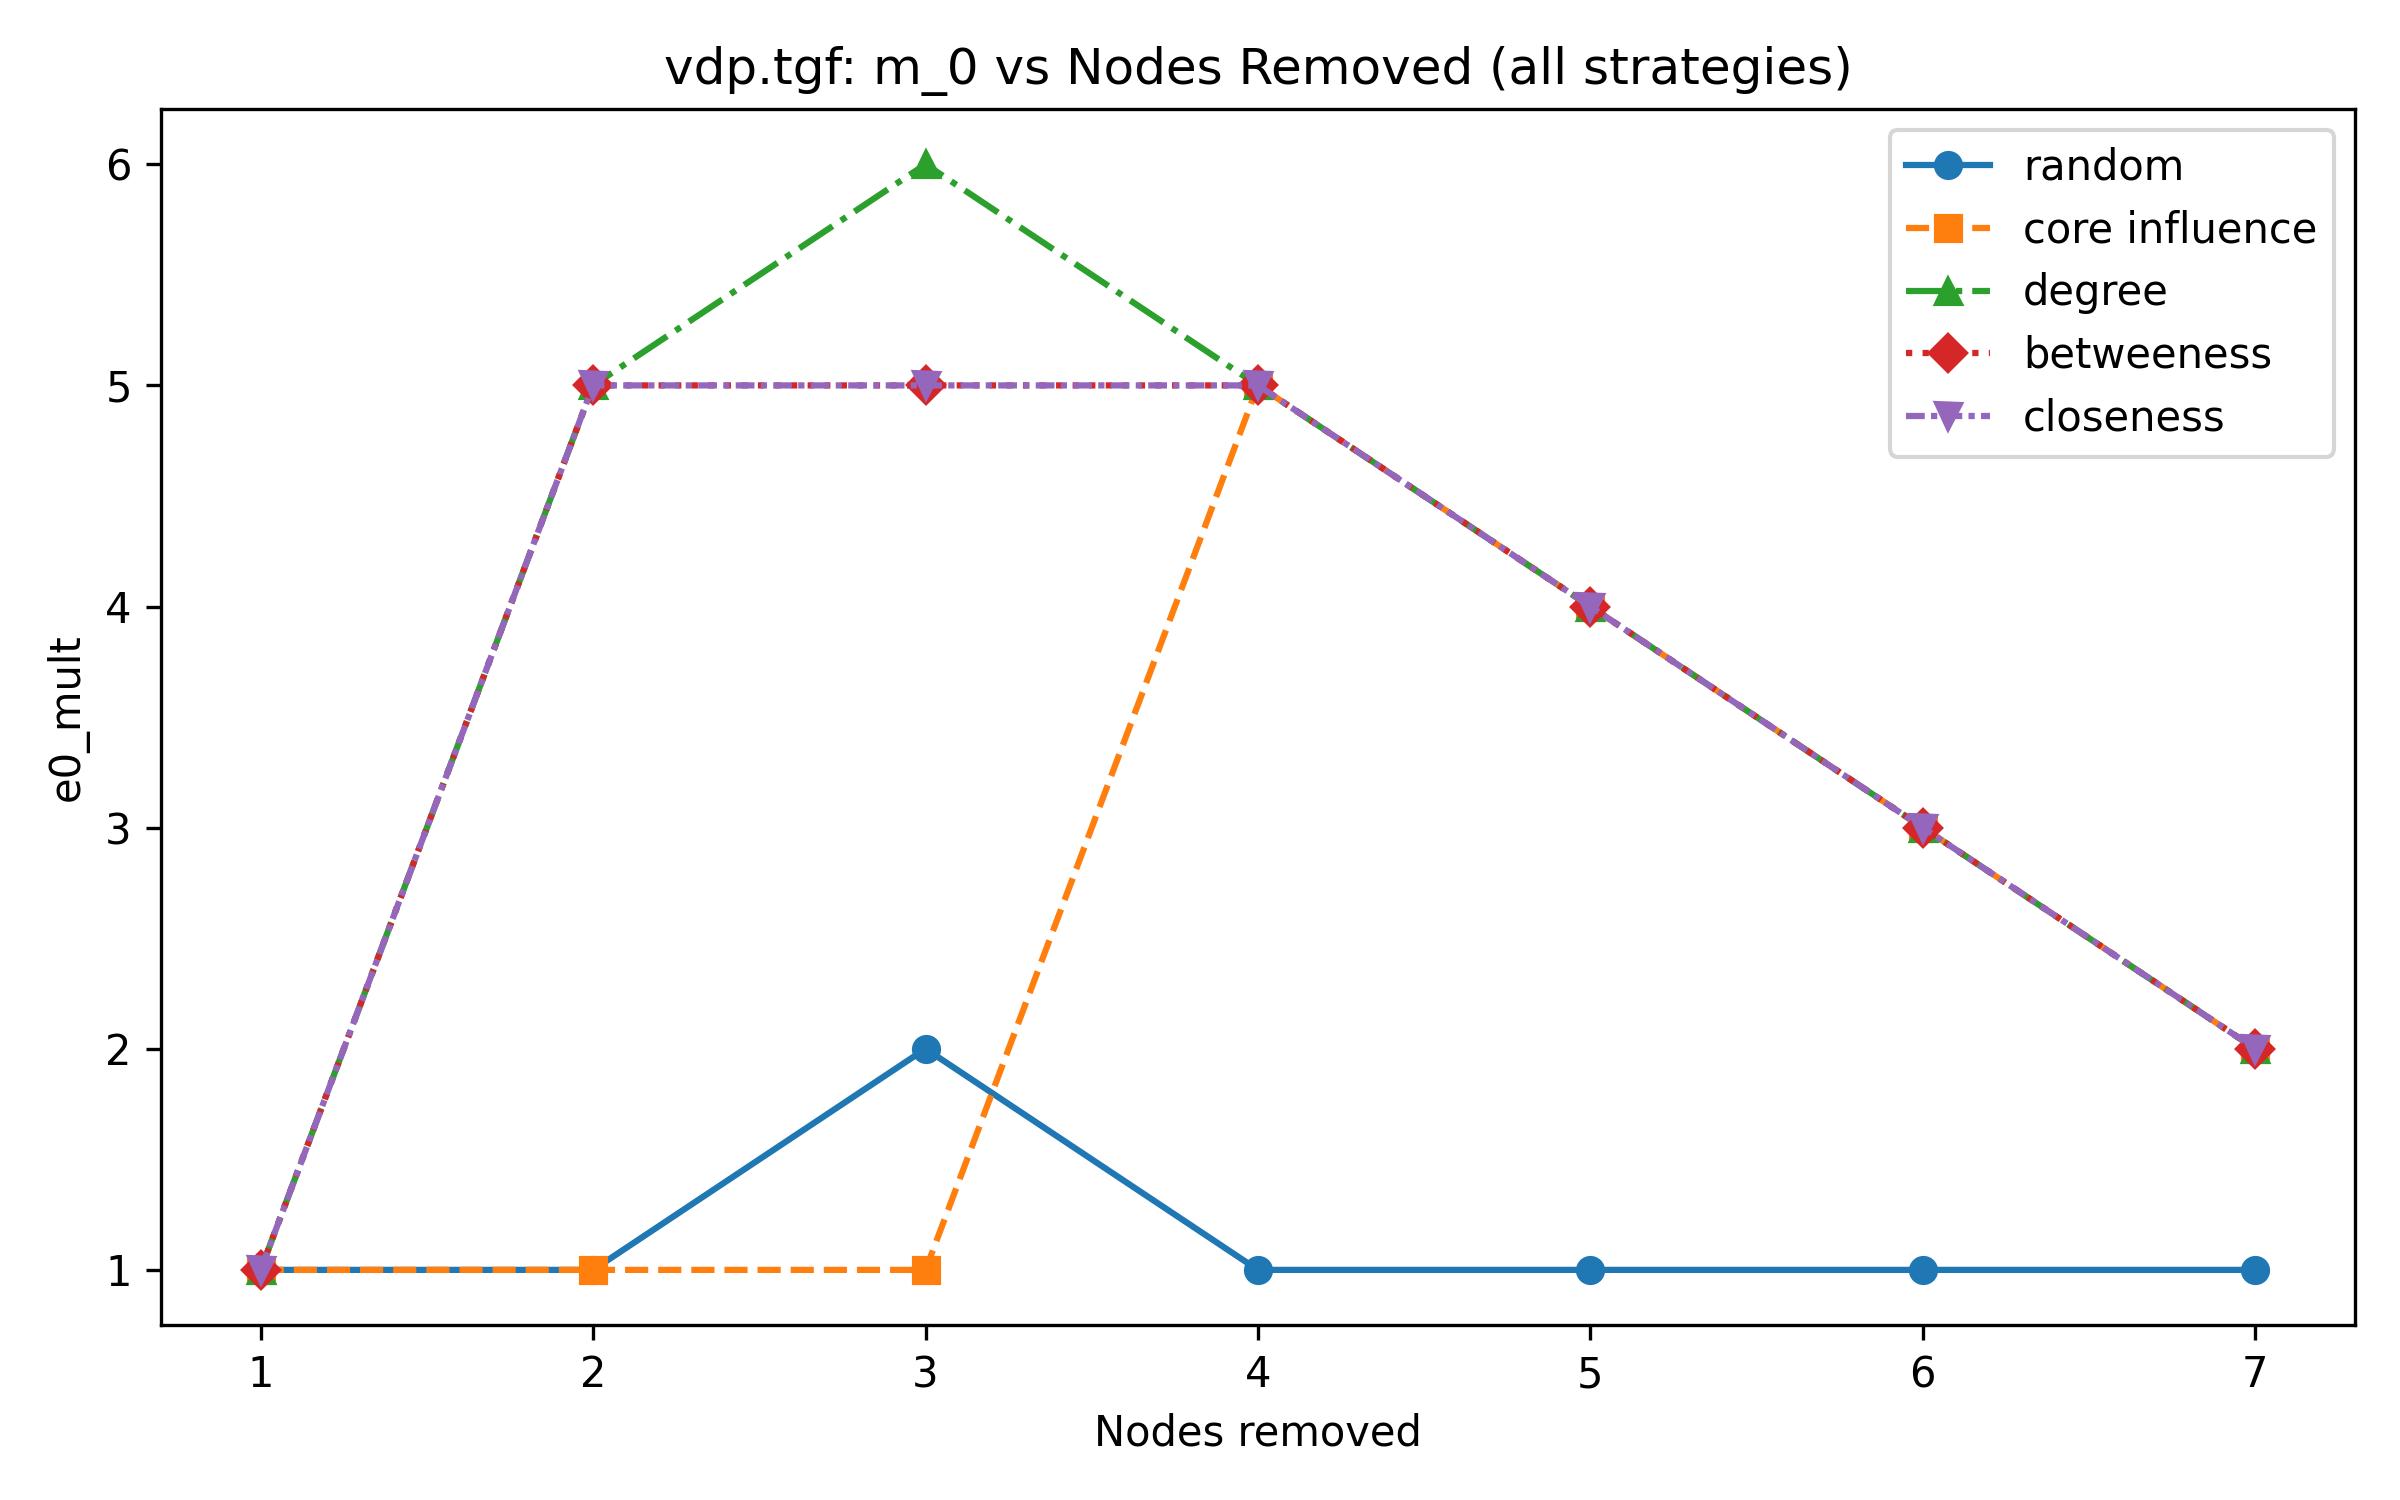 vdp.tgf: m_0 vs Nodes Removed (all strategies)
random
core influence
degree
betweeness
closeness
e0_mult
6
5
4
3
2
1
1 2 3 4 5 6 7
Nodes removed